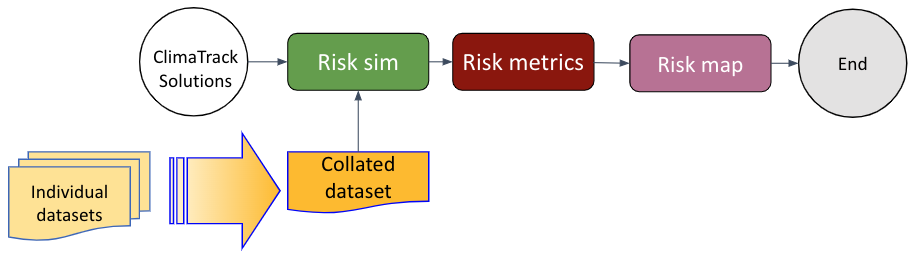 ClimaTrack
Solutions
Risk sim
Risk metrics
Risk map
End
Individual
datasets
Collated
dataset